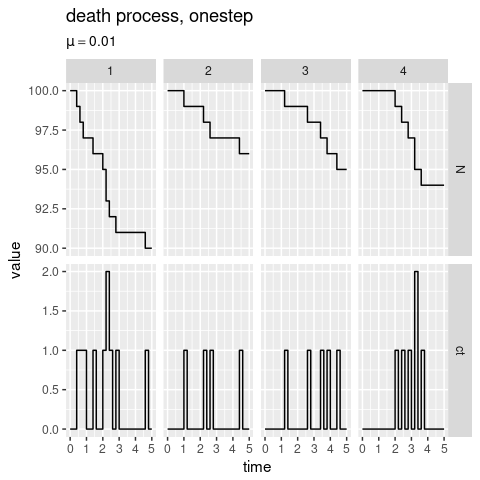 death process, onestep
μ = 0.01
1 2 3 4
100.0
97.5
95.0
92.5
90.0
N
value
2.0
1.5
1.0
0.5
0.0
ct
0 1 2 3 4 5 0 1 2 3 4 5 0 1 2 3 4 5 0 1 2 3 4 5
time